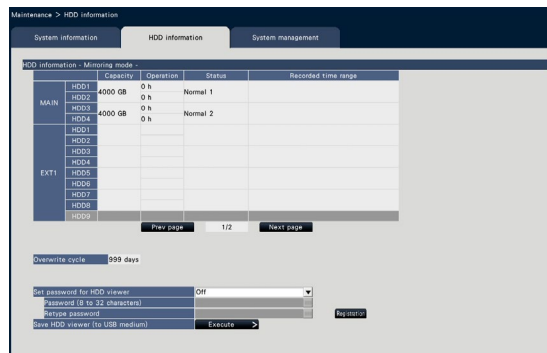 Maintenance > HDD information
System information HDD information System management
HDD information - Mirroring mode -
Capacity Operation Status Recorded time range
MAIN HDD1 4000 GB 0 h Normal 1
HDD2 0 h
HDD3 4000 GB 0 h Normal 2
HDD4 0 h
EXT1 HDD1
HDD2
HDD3
HDD4
HDD5
HDD6
HDD7
HDD8
HDD9
Prev page 1/2 Next page
Overwrite cycle 999 days
Set password for HDD viewer Off
Password (8 to 32 characters)
Retype password Registration
Save HDD viewer (to USB medium) Execute >